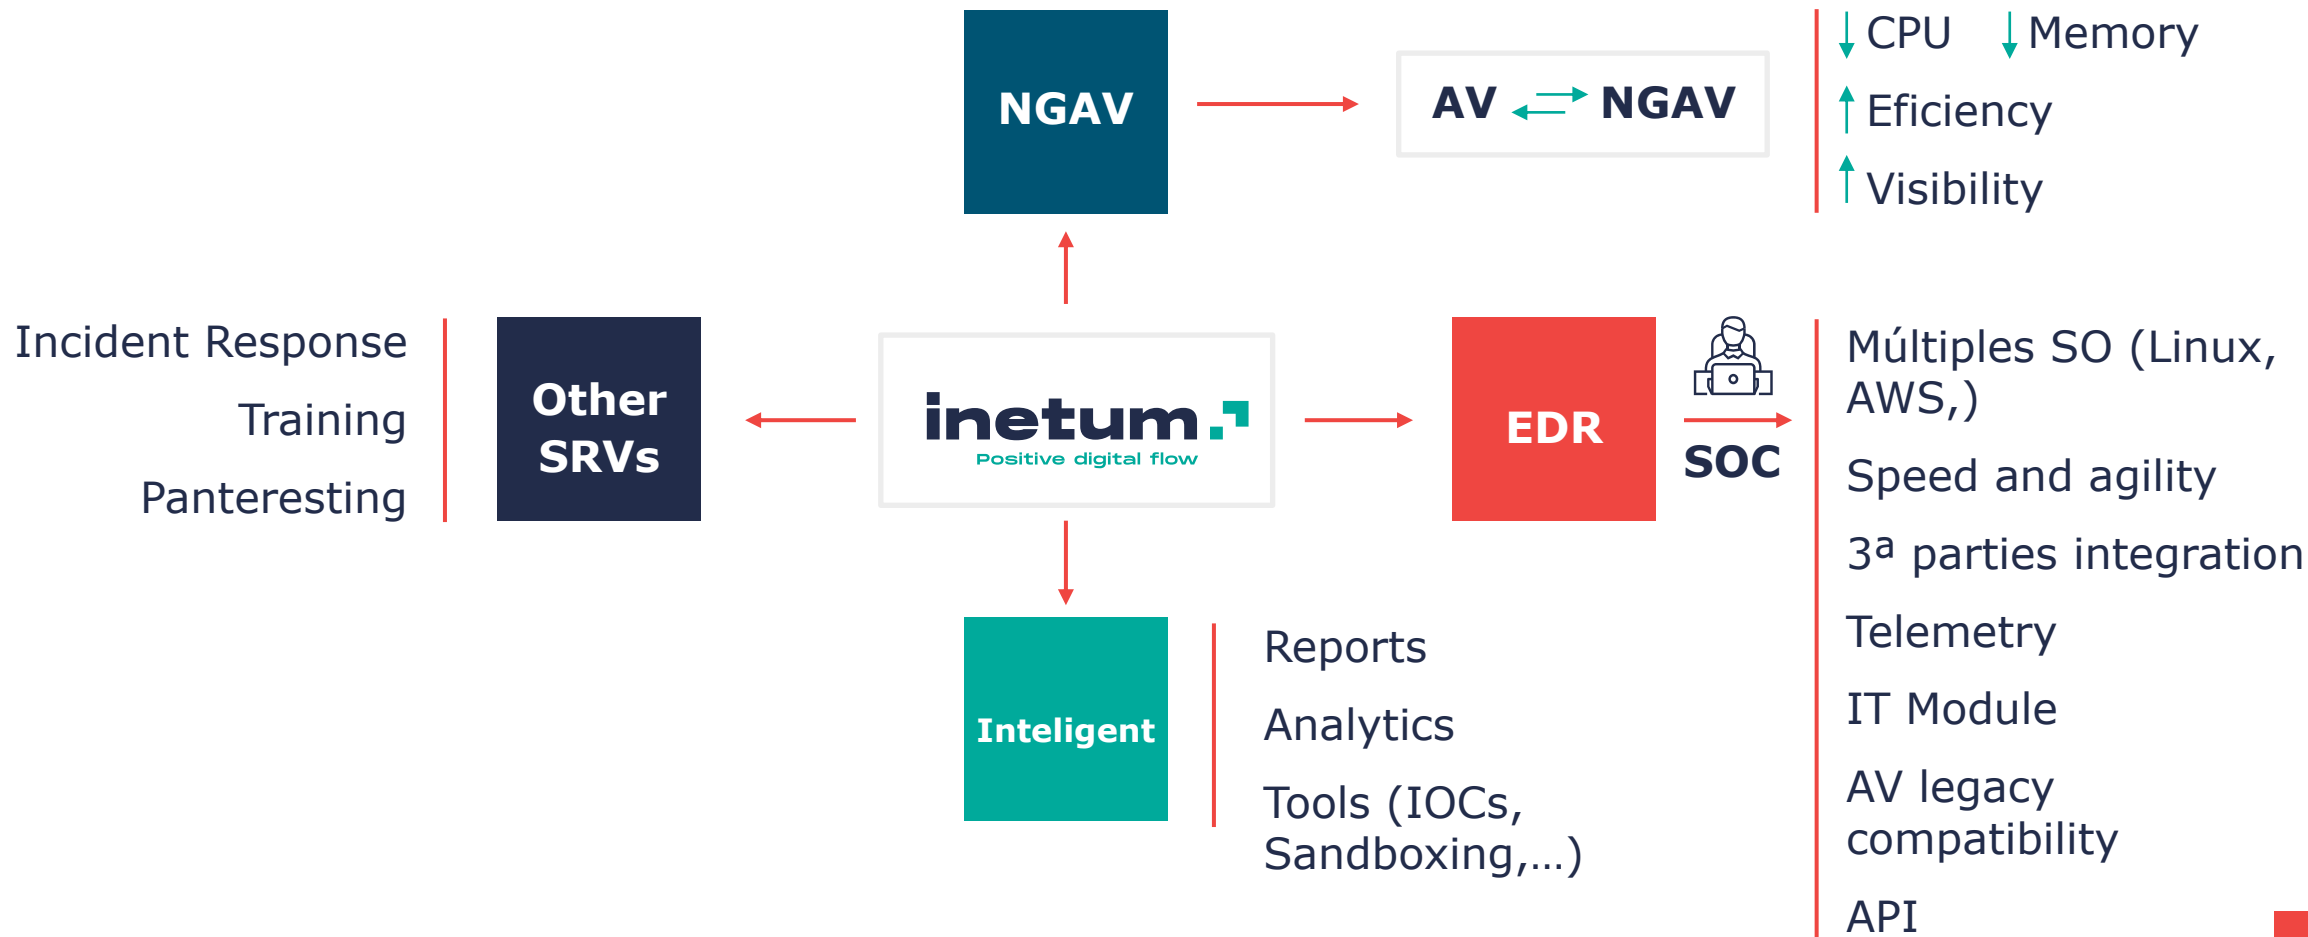 NGAV
AV NGAV
CPU Memory
Eficiency
Visibility
Incident Response
Training
Panteresting
Other
SRVs
inetum
Positive digital flow
EDR
SOC
Múltiples SO (Linux,
AWS,)
Speed and agility
3ª parties integration
Telemetry
IT Module
AV legacy
compatibility
API
Inteligent
Reports
Analytics
Tools (IOCs,
Sandboxing,...)